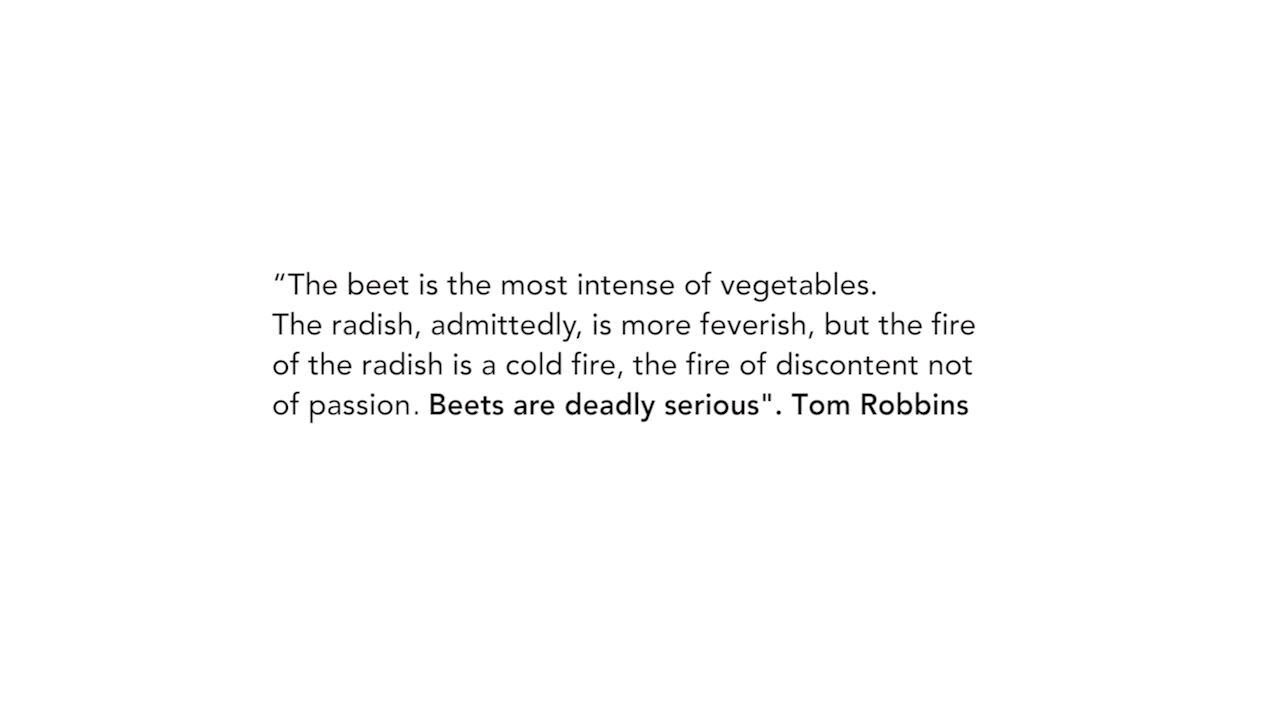 “The beet is the most intense of vegetables.
The radish, admittedly, is more feverish, but the fire
of the radish is a cold fire, the fire of discontent not
of passion. Beets are deadly serious". Tom Robbins